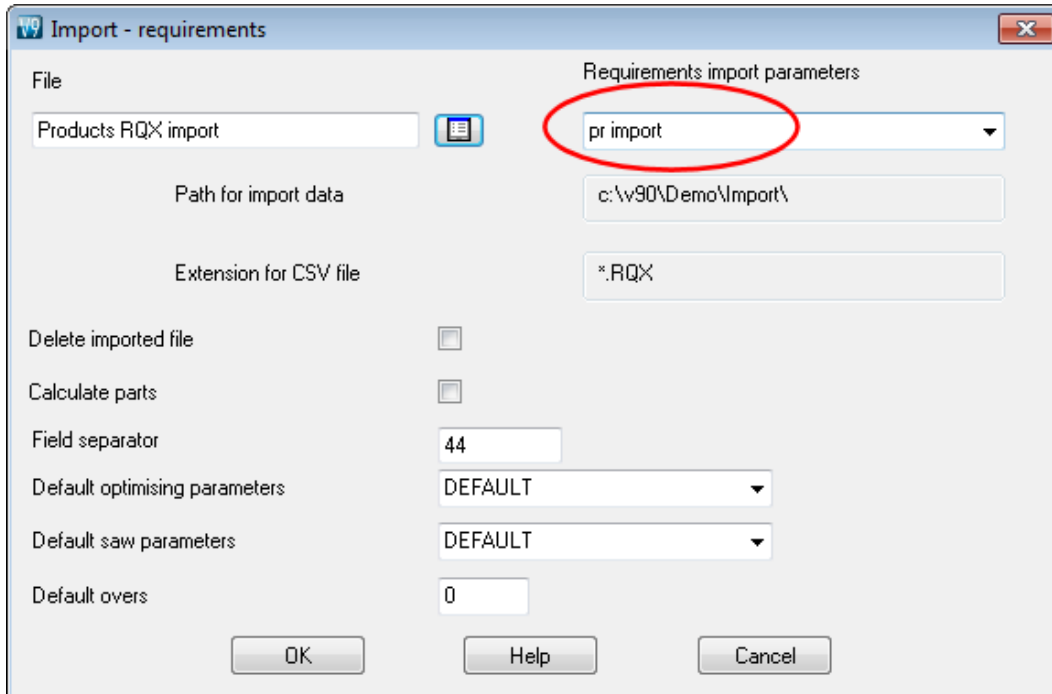 V9 Import - requirements
File
Requirements import parameters
Products RQX import
pr import
Path for import data
c:\v90\Demo\Import\
Extension for CSV file
*.RQX
Delete imported file
Calculate parts
Field separator
44
Default optimising parameters
DEFAULT
Default saw parameters
DEFAULT
Default overs
0
OK
Help
Cancel